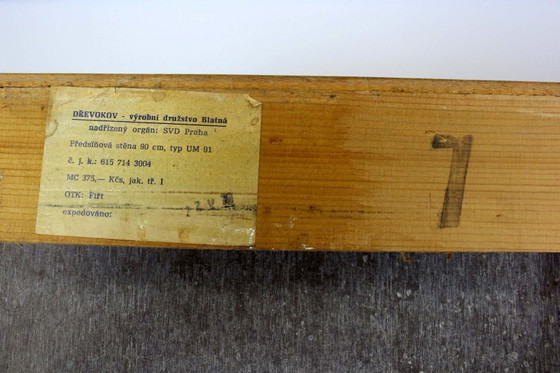 DŘEVOKOV - výrobní družstvo Blatná
nadřízený orgán: SVD Praha
Předsíňová stěna 90 cm, typ UM 91
č. j. k.: 615 714 3004
MC 375,— Kčs, jak. tř. I
OTK: Fiřt
expedováno:
7